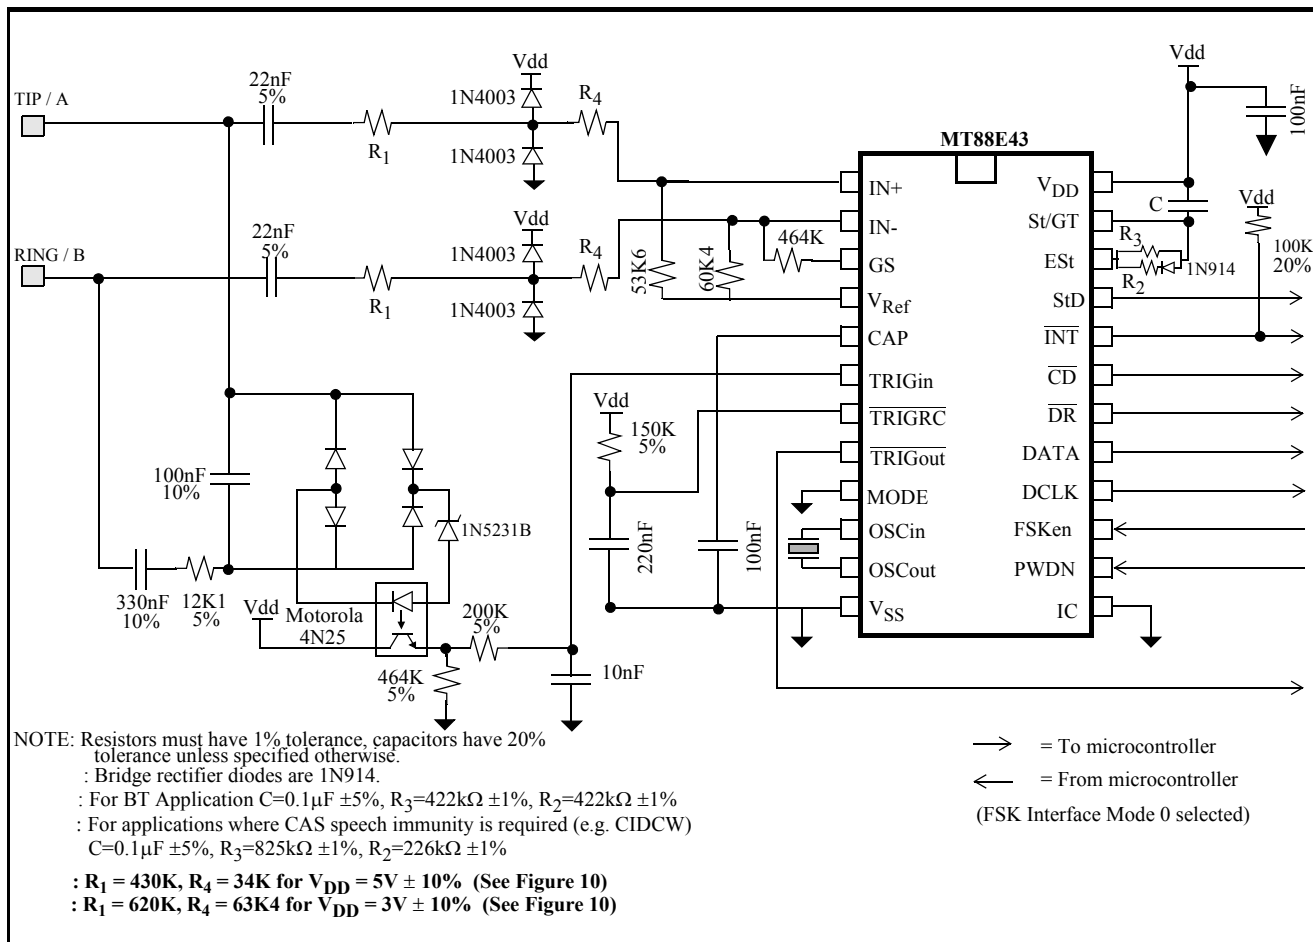 Vdd
22nF
5%
TIP / A
1N4003
R4
R1
1N4003
100nF
MT88E43
Vdd
22nF
5%
RING / B
1N4003
R4
R1
1N4003
53K6
60K4
464K
IN+
IN-
GS
VRef
CAP
TRIGin
TRIGRC
TRIGout
MODE
OSCin
OSCout
VSS
VDD
St/GT
ESt
StD
INT
CD
DR
DATA
DCLK
FSKen
PWDN
IC
Vdd
C
R3
R2
1N914
Vdd
100K
20%
Vdd
150K
5%
220nF
100nF
100nF
10%
1N5231B
330nF
10%
12K1
5%
Vdd
Motorola
4N25
200K
5%
464K
5%
10nF
NOTE: Resistors must have 1% tolerance, capacitors have 20%
tolerance unless specified otherwise.
: Bridge rectifier diodes are 1N914.
: For BT Application C=0.1μF ±5%, R3=422kΩ ±1%, R2=422kΩ ±1%
: For applications where CAS speech immunity is required (e.g. CIDCW)
C=0.1μF ±5%, R3=825kΩ ±1%, R2=226kΩ ±1%
: R1 = 430K, R4 = 34K for VDD = 5V ± 10% (See Figure 10)
: R1 = 620K, R4 = 63K4 for VDD = 3V ± 10% (See Figure 10)
= To microcontroller
= From microcontroller
(FSK Interface Mode 0 selected)